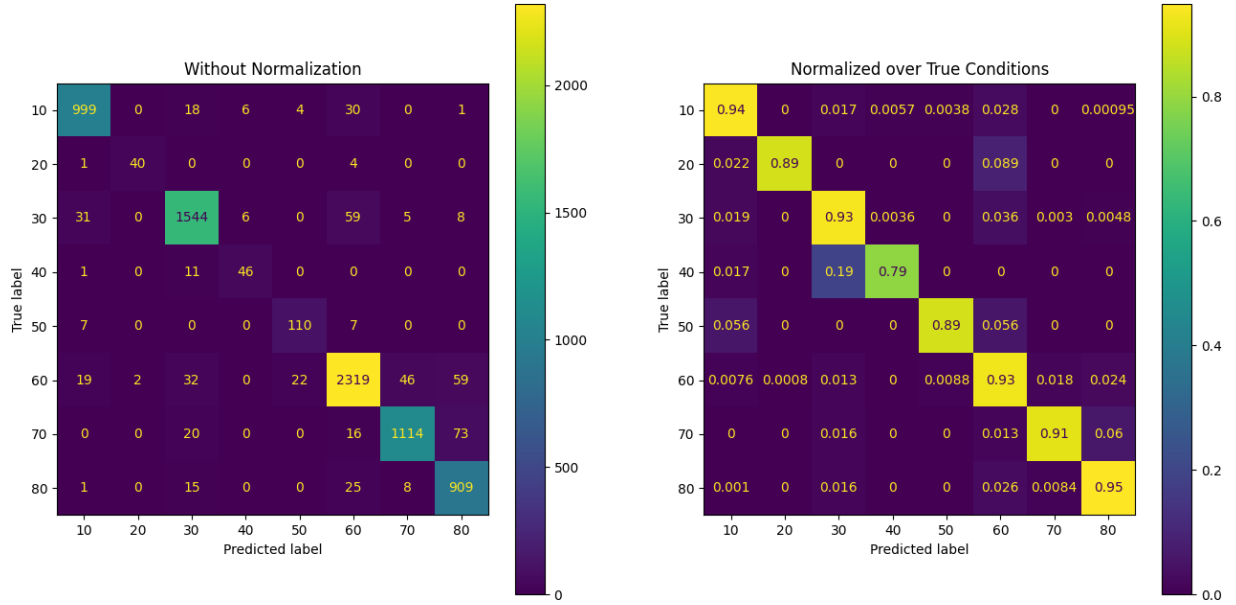 Without Normalization
10 999 0 18 6 4 30 0 1
20 1 40 0 0 0 4 0 0
30 31 0 1544 6 0 59 5 8
40 1 0 11 46 0 0 0 0
50 7 0 0 0 110 7 0 0
60 19 2 32 0 22 2319 46 59
70 0 0 20 0 0 16 1114 73
80 1 0 15 0 0 25 8 909
10 20 30 40 50 60 70 80
True label
Predicted label
2000
1500
1000
500
0
Normalized over True Conditions
10 0.94 0 0.017 0.0057 0.0038 0.028 0 0.00095
20 0.022 0.89 0 0 0 0.089 0 0
30 0.019 0 0.93 0.0036 0 0.036 0.003 0.0048
40 0.017 0 0.19 0.79 0 0 0 0
50 0.056 0 0 0 0.89 0.056 0 0
60 0.0076 0.0008 0.013 0 0.0088 0.93 0.018 0.024
70 0 0 0.016 0 0 0.013 0.91 0.06
80 0.001 0 0.016 0 0 0.026 0.0084 0.95
10 20 30 40 50 60 70 80
True label
Predicted label
0.8
0.6
0.4
0.2
0.0